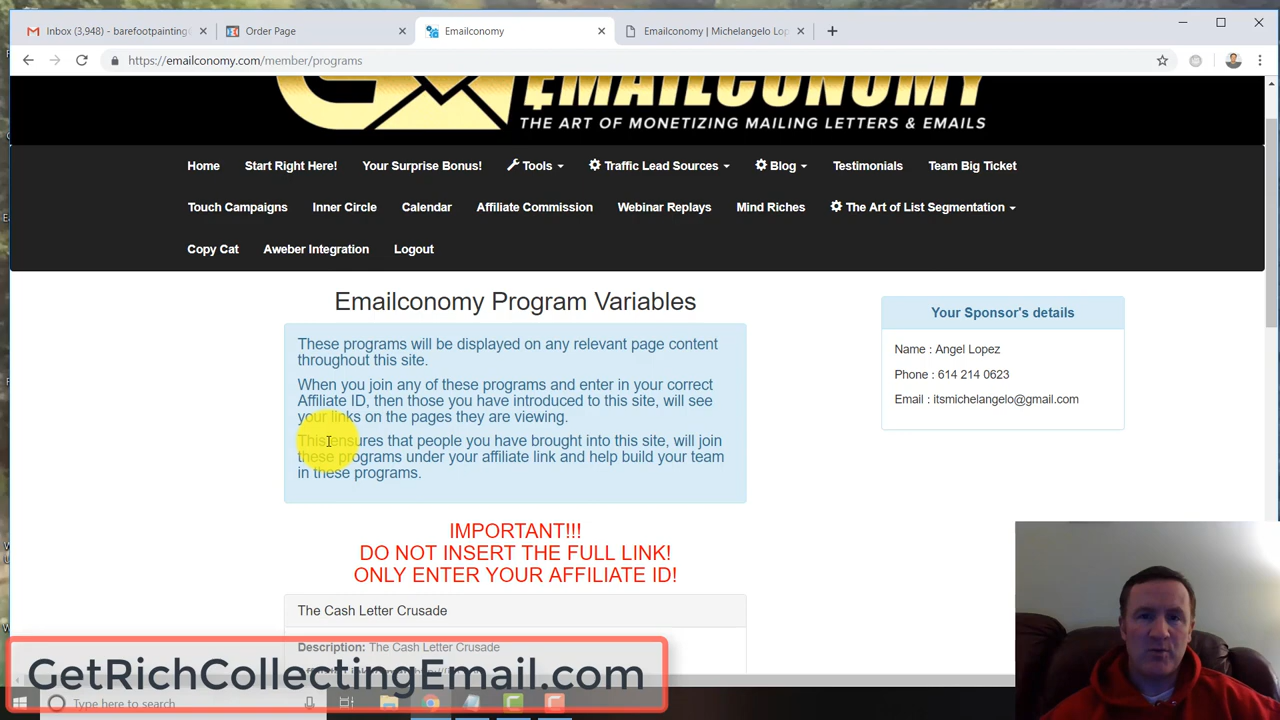 Inbox (3,948) - barefootpainting
Order Page
Emailconomy
Emailconomy | Michelangelo Lop
https://emailconomy.com/member/programs
EMAILCONOMY
THE ART OF MONETIZING MAILING LETTERS & EMAILS
Home Start Right Here! Your Surprise Bonus! Tools Traffic Lead Sources Blog Testimonials Team Big Ticket
Touch Campaigns Inner Circle Calendar Affiliate Commission Webinar Replays Mind Riches The Art of List Segmentation
Copy Cat Aweber Integration Logout
Emailconomy Program Variables
These programs will be displayed on any relevant page content
throughout this site.
When you join any of these programs and enter in your correct
Affiliate ID, then those you have introduced to this site, will see
your links on the pages they are viewing.
This ensures that people you have brought into this site, will join
these programs under your affiliate link and help build your team
in these programs.
Your Sponsor's details
Name : Angel Lopez
Phone : 614 214 0623
Email : itsmichelangelo@gmail.com
IMPORTANT!!!
DO NOT INSERT THE FULL LINK!
ONLY ENTER YOUR AFFILIATE ID!
The Cash Letter Crusade
Description: The Cash Letter Crusade
GetRichCollectingEmail.com
Type here to search